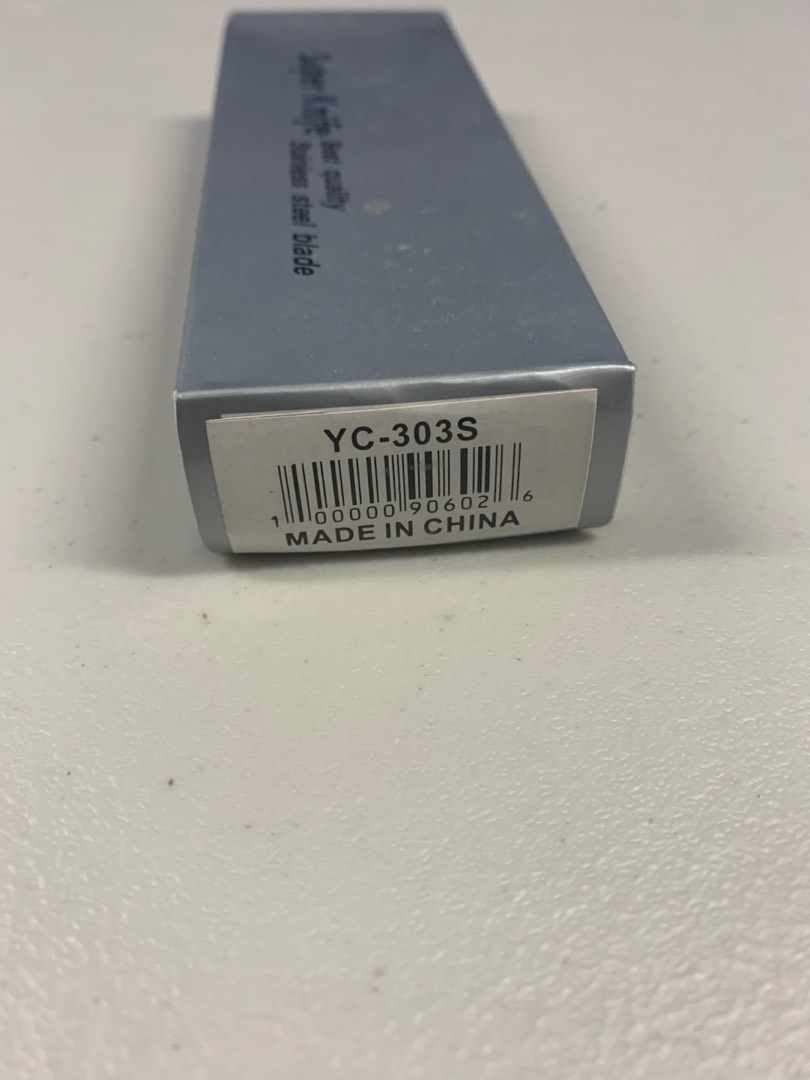 Super Knife
Best quality
Stainless steel blade
YC-303S
1 00000 90602 6
MADE IN CHINA